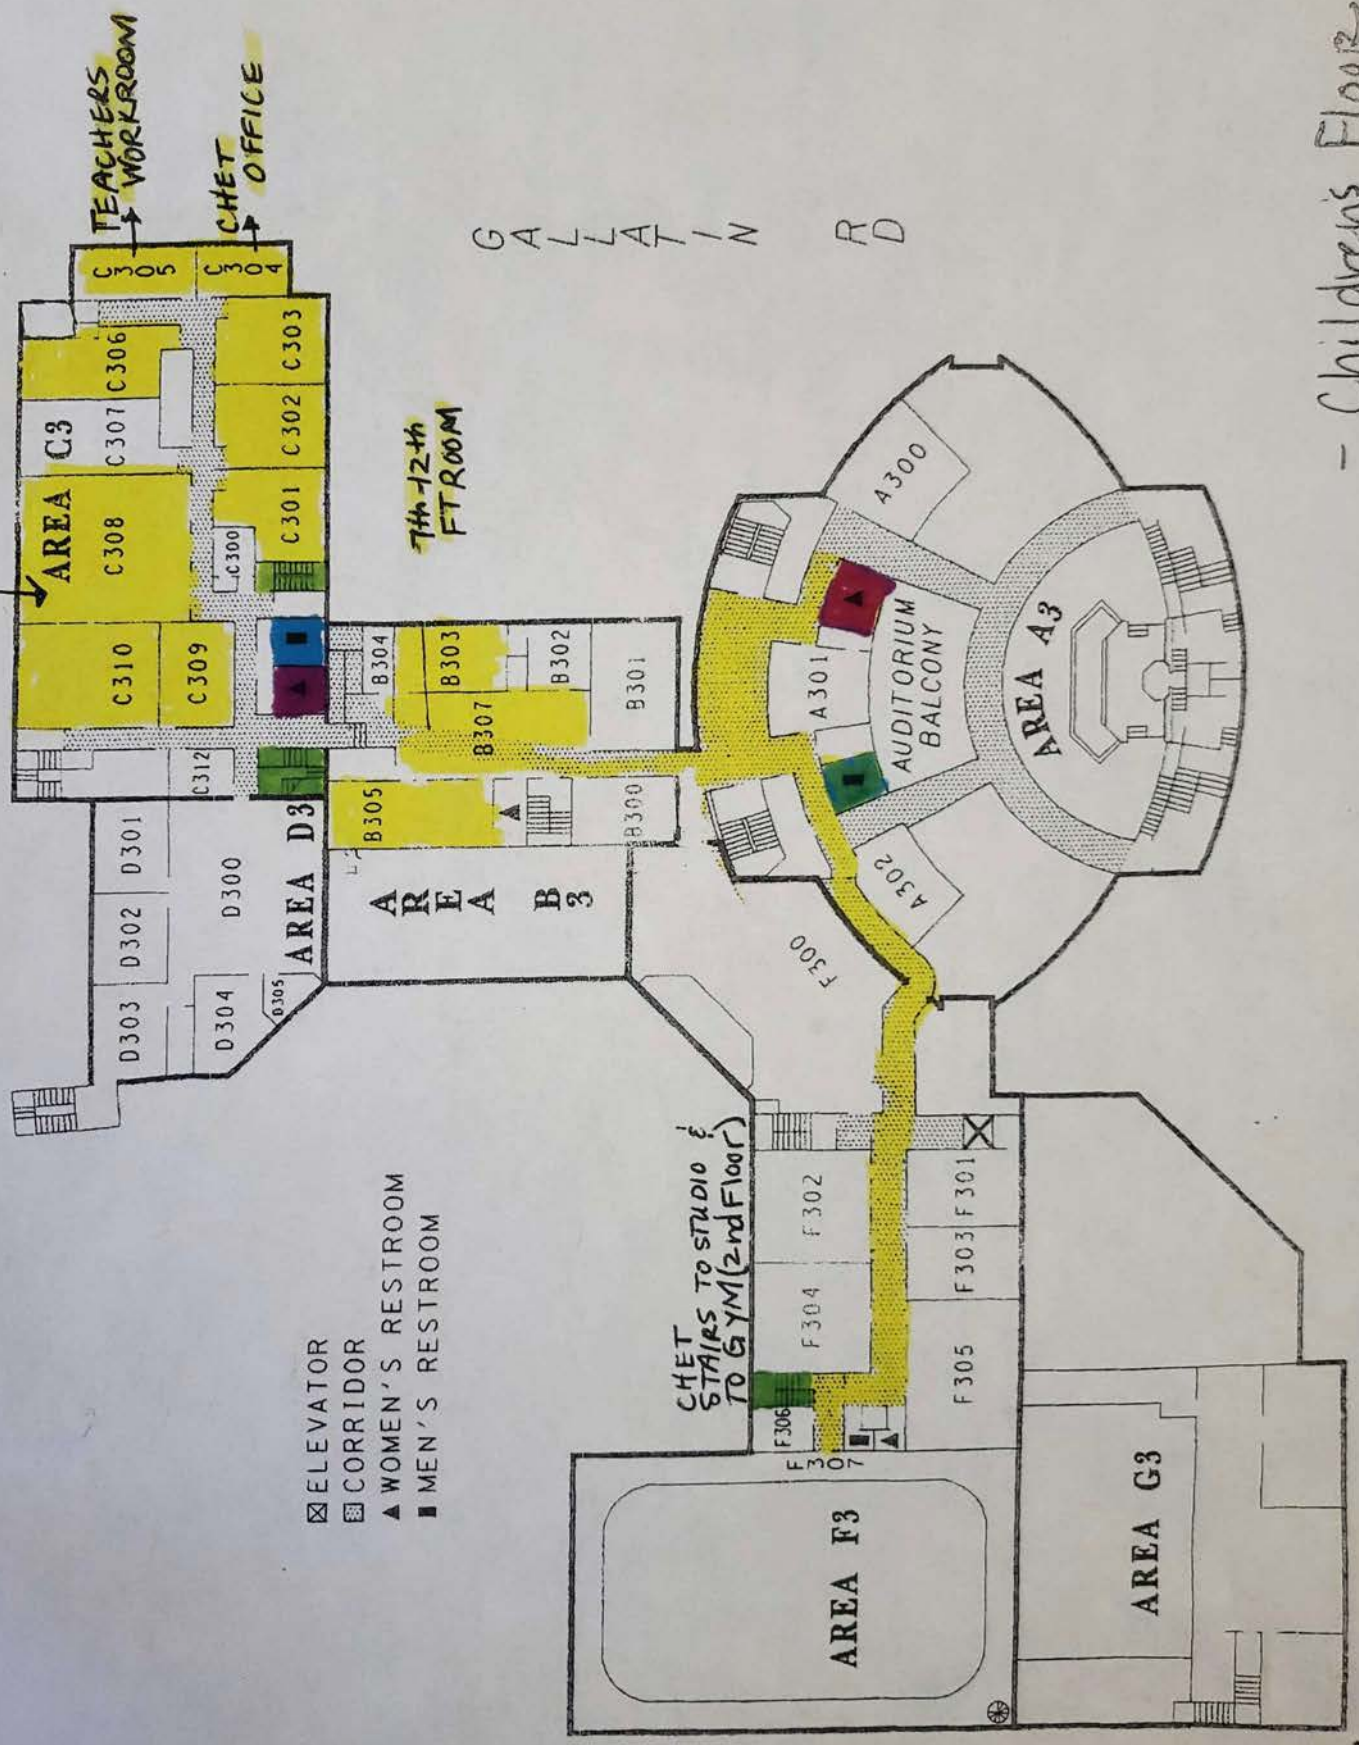 TEACHERS
WORKROOM
CHET
OFFICE
C305
C304
AREA C3
C306
C307
C308
C310
C309
C303
C302
C301
C300
C312
7th-12th
FT ROOM
GALLATIN RD
D301
D302
D303
D300
D304
D305
AREA D3
B304
B303
B302
B301
B307
B305
B300
AREA B3
A300
A301
A302
AUDITORIUM
BALCONY
AREA A3
F300
ELEVATOR
CORRIDOR
WOMEN'S RESTROOM
MEN'S RESTROOM
CHET
STAIRS TO STUDIO &
TO GYM (2nd Floor)
F302
F301
F304
F303
F305
F306
F307
AREA F3
AREA G3
- Children's Floor